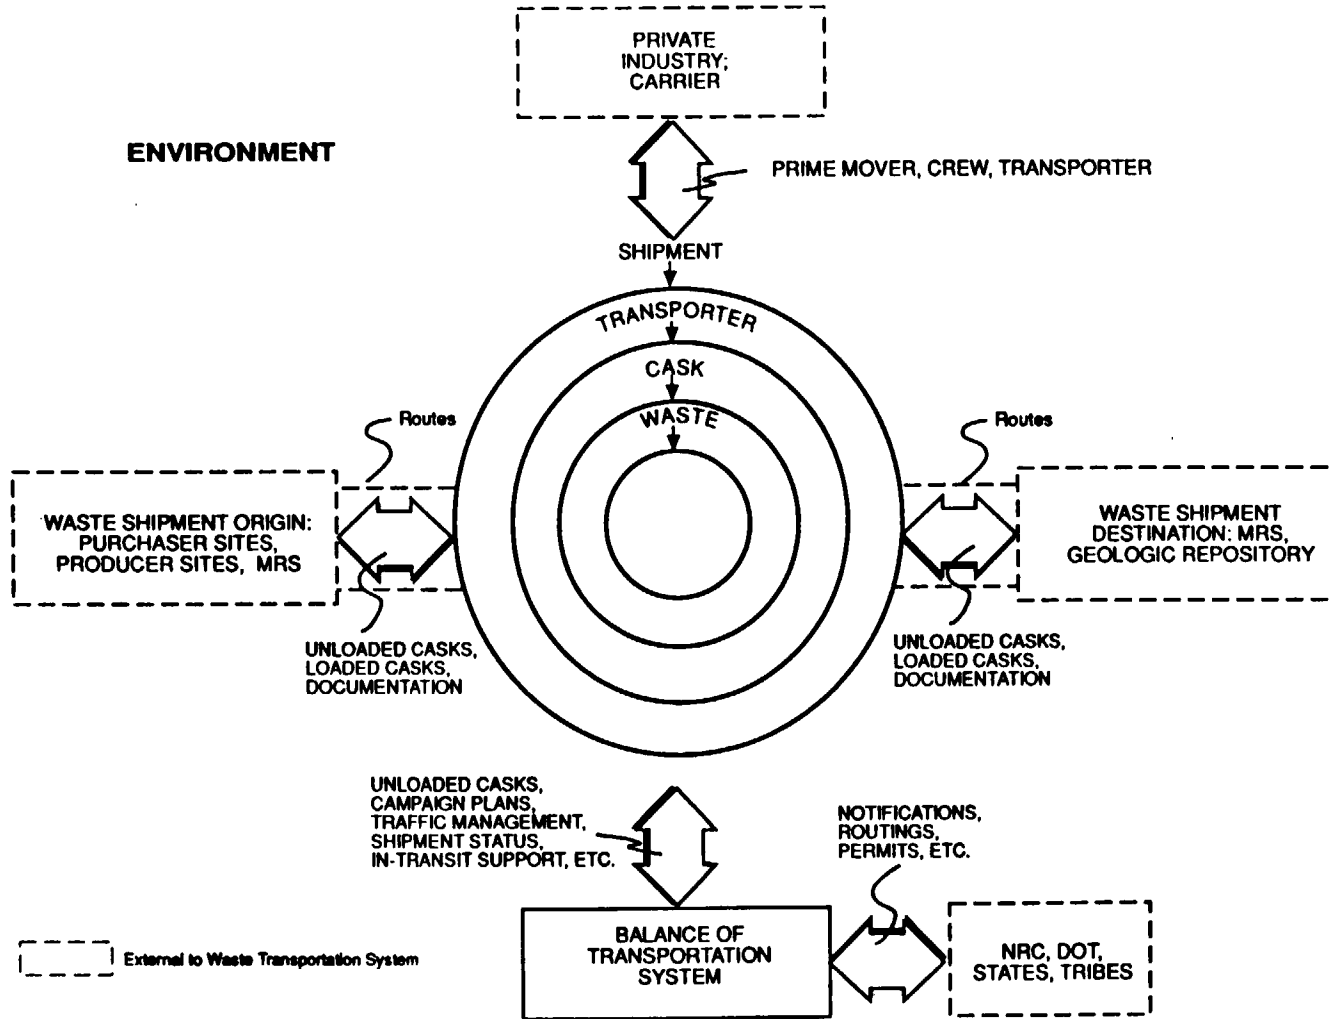 PRIVATE
INDUSTRY;
CARRIER
ENVIRONMENT
PRIME MOVER, CREW, TRANSPORTER
SHIPMENT
TRANSPORTER
CASK
WASTE
Routes
Routes
WASTE SHIPMENT ORIGIN:
PURCHASER SITES,
PRODUCER SITES, MRS
WASTE SHIPMENT
DESTINATION: MRS,
GEOLOGIC REPOSITORY
UNLOADED CASKS,
LOADED CASKS,
DOCUMENTATION
UNLOADED CASKS,
LOADED CASKS,
DOCUMENTATION
UNLOADED CASKS,
CAMPAIGN PLANS,
TRAFFIC MANAGEMENT,
SHIPMENT STATUS,
IN-TRANSIT SUPPORT, ETC.
NOTIFICATIONS,
ROUTINGS,
PERMITS, ETC.
BALANCE OF
TRANSPORTATION
SYSTEM
NRC, DOT,
STATES, TRIBES
External to Waste Transportation System